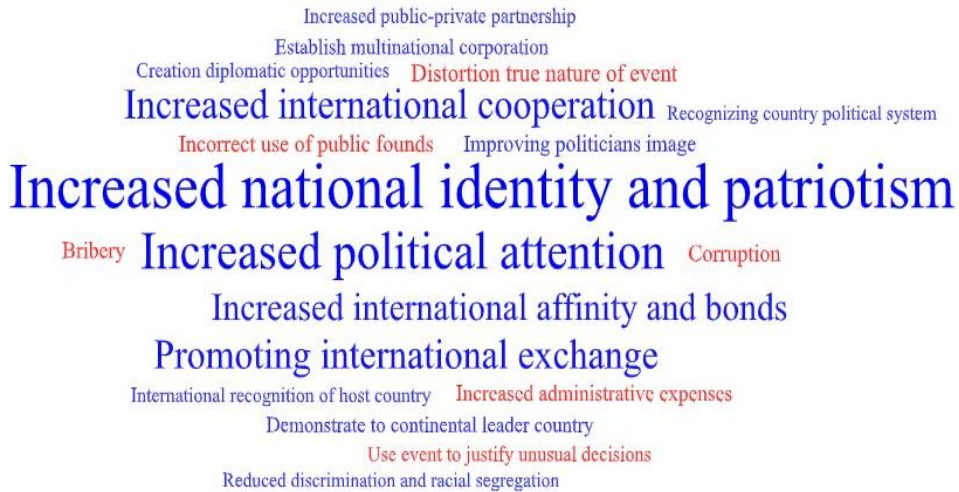 Increased public-private partnership
Establish multinational corporation
Creation diplomatic opportunities Distortion true nature of event
Increased international cooperation Recognizing country political system
Incorrect use of public founds Improving politicians image
Increased national identity and patriotism
Bribery Increased political attention Corruption
Increased international affinity and bonds
Promoting international exchange
International recognition of host country Increased administrative expenses
Demonstrate to continental leader country
Use event to justify unusual decisions
Reduced discrimination and racial segregation